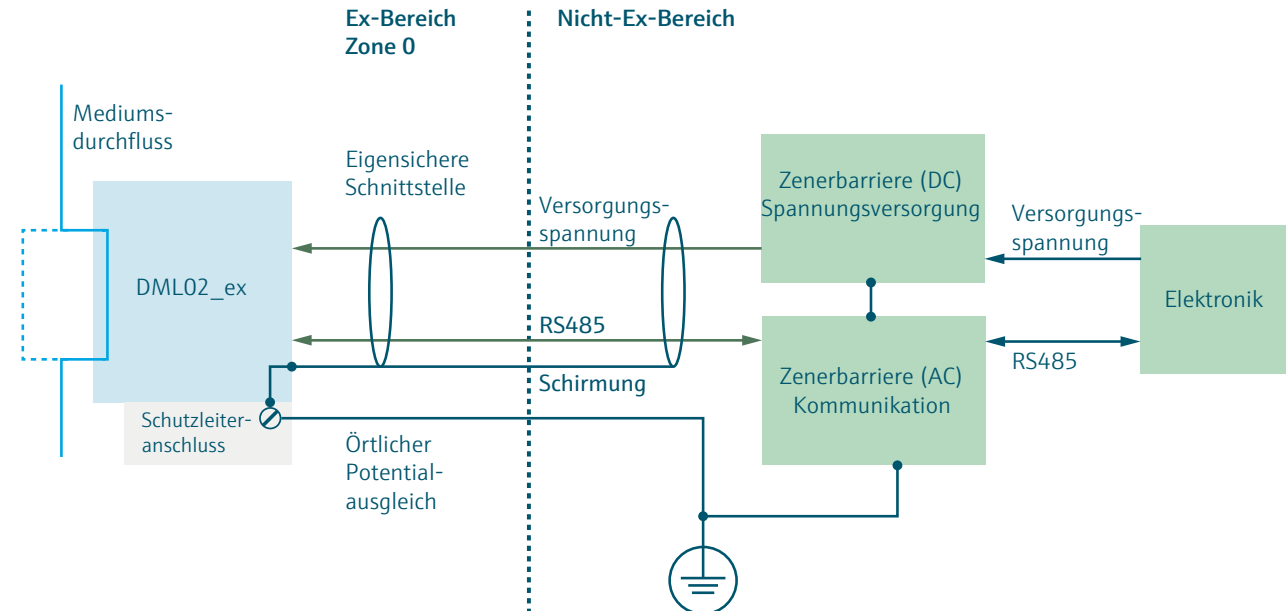 Ex-Bereich
Zone 0
Nicht-Ex-Bereich
Mediums-
durchfluss
Eigensichere
Schnittstelle
Versorgungs-
spannung
Zenerbarriere (DC)
Spannungsversorgung
Versorgungs-
spannung
DML02_ex
Elektronik
RS485
RS485
Schirmung
Zenerbarriere (AC)
Kommunikation
Schutzleiter-
anschluss
Örtlicher
Potential-
ausgleich